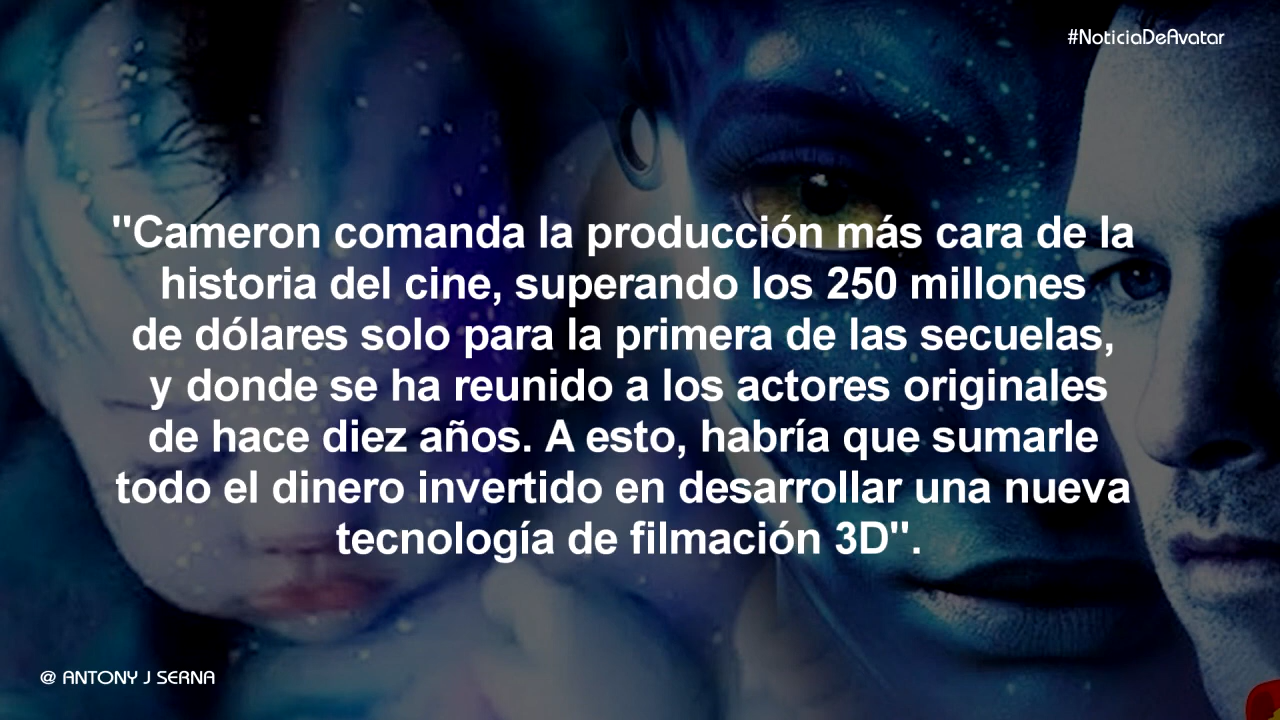 #NoticiaDeAvatar
"Cameron comanda la producción más cara de la
historia del cine, superando los 250 millones
de dólares solo para la primera de las secuelas,
y donde se ha reunido a los actores originales
de hace diez años. A esto, habría que sumarle
todo el dinero invertido en desarrollar una nueva
tecnología de filmación 3D".
@ ANTONY J SERNA